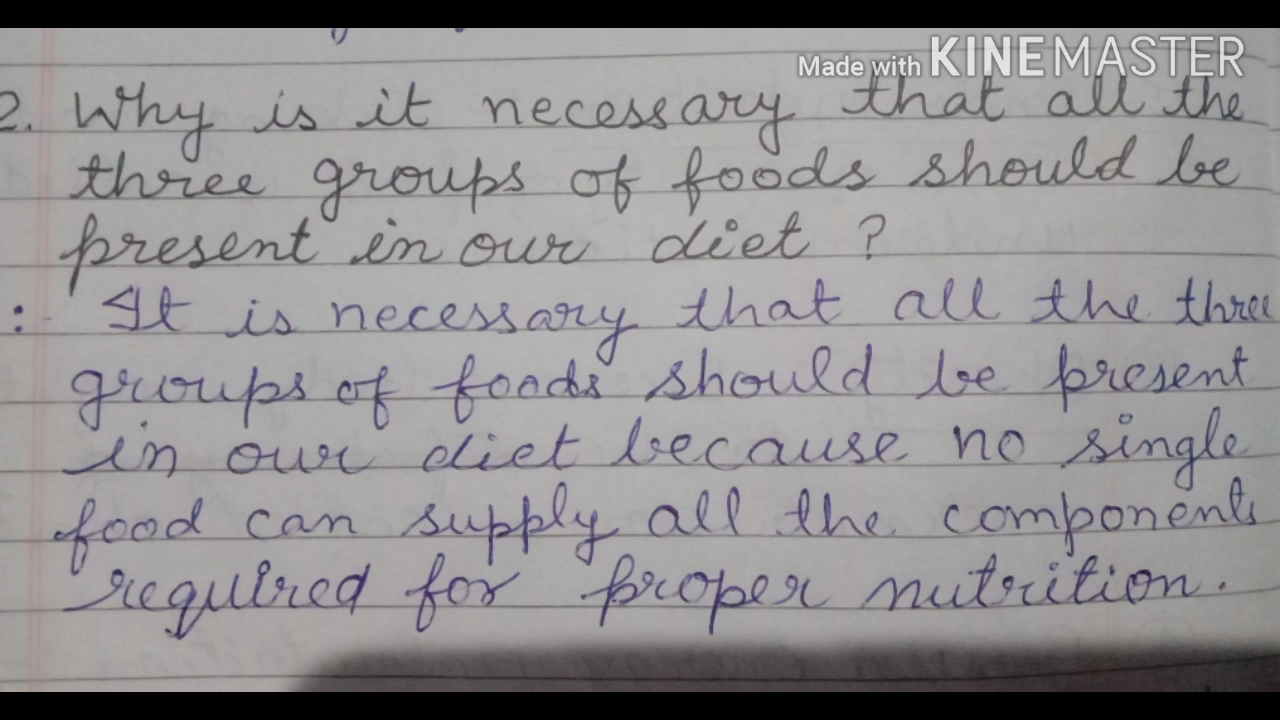 Made with KINEMASTER
2. Why is it necessary that all the
three groups of foods should be
present in our diet ?
: It is necessary that all the three
groups of foods should be present
in our diet because no single
food can supply all the components
required for proper nutrition.